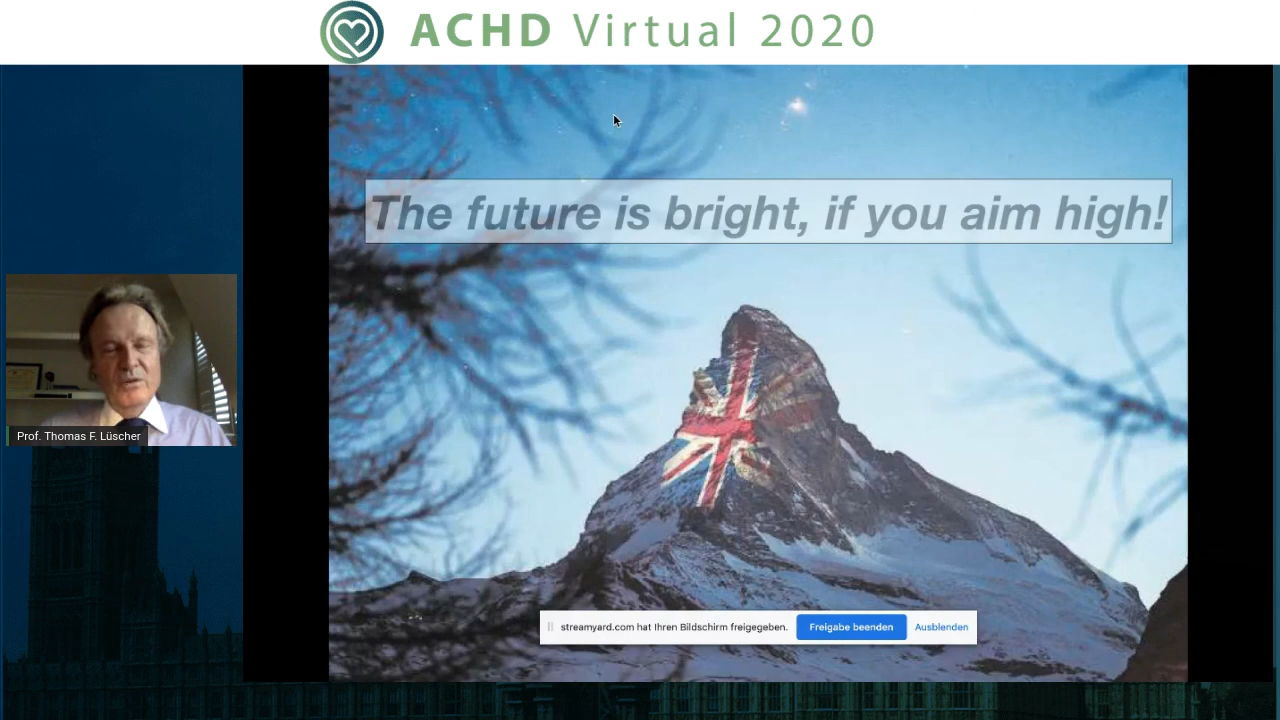 ACHD Virtual 2020
The future is bright, if you aim high!
Prof. Thomas F. Lüscher
streamyard.com hat Ihren Bildschirm freigegeben. Freigabe beenden Ausblenden